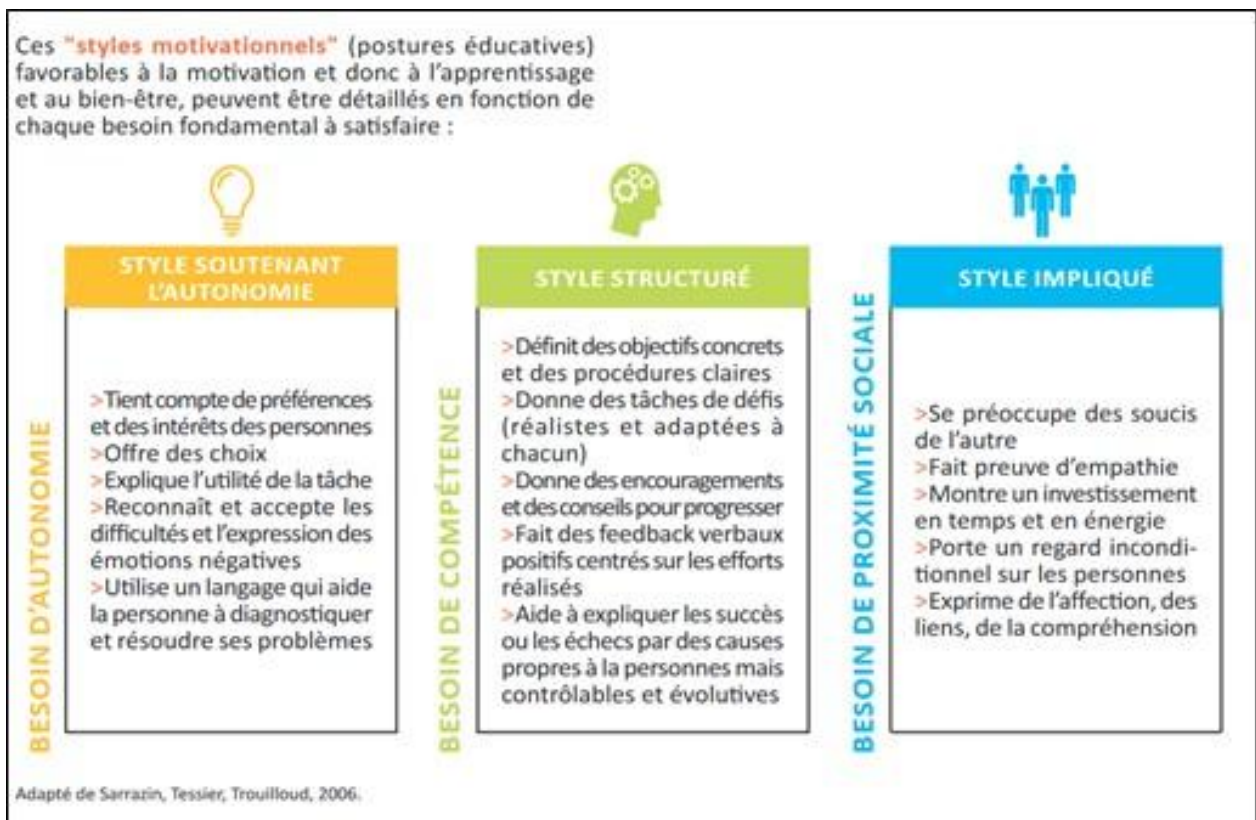 Ces "styles motivationnels" (postures éducatives)
favorables à la motivation et donc à l'apprentissage
et au bien-être, peuvent être détaillés en fonction de
chaque besoin fondamental à satisfaire :
BESOIN D'AUTONOMIE
STYLE SOUTENANT
L'AUTONOMIE
>Tient compte de préférences
et des intérêts des personnes
>Offre des choix
>Explique l'utilité de la tâche
>Reconnaît et accepte les
difficultés et l'expression des
émotions négatives
>Utilise un langage qui aide
la personne à diagnostiquer
et résoudre ses problèmes
BESOIN DE COMPÉTENCE
STYLE STRUCTURÉ
>Définit des objectifs concrets
et des procédures claires
>Donne des tâches de défis
(réalistes et adaptées à
chacun)
>Donne des encouragements
et des conseils pour progresser
>Fait des feedback verbaux
positifs centrés sur les efforts
réalisés
>Aide à expliquer les succès
ou les échecs par des causes
propres à la personnes mais
contrôlables et évolutives
BESOIN DE PROXIMITÉ SOCIALE
STYLE IMPLIQUÉ
>Se préoccupe des soucis
de l'autre
>Fait preuve d'empathie
>Montre un investissement
en temps et en énergie
>Porte un regard incondi-
tionnel sur les personnes
>Exprime de l'affection, des
liens, de la compréhension
Adapté de Sarrazin, Tessier, Trouilloud, 2006.